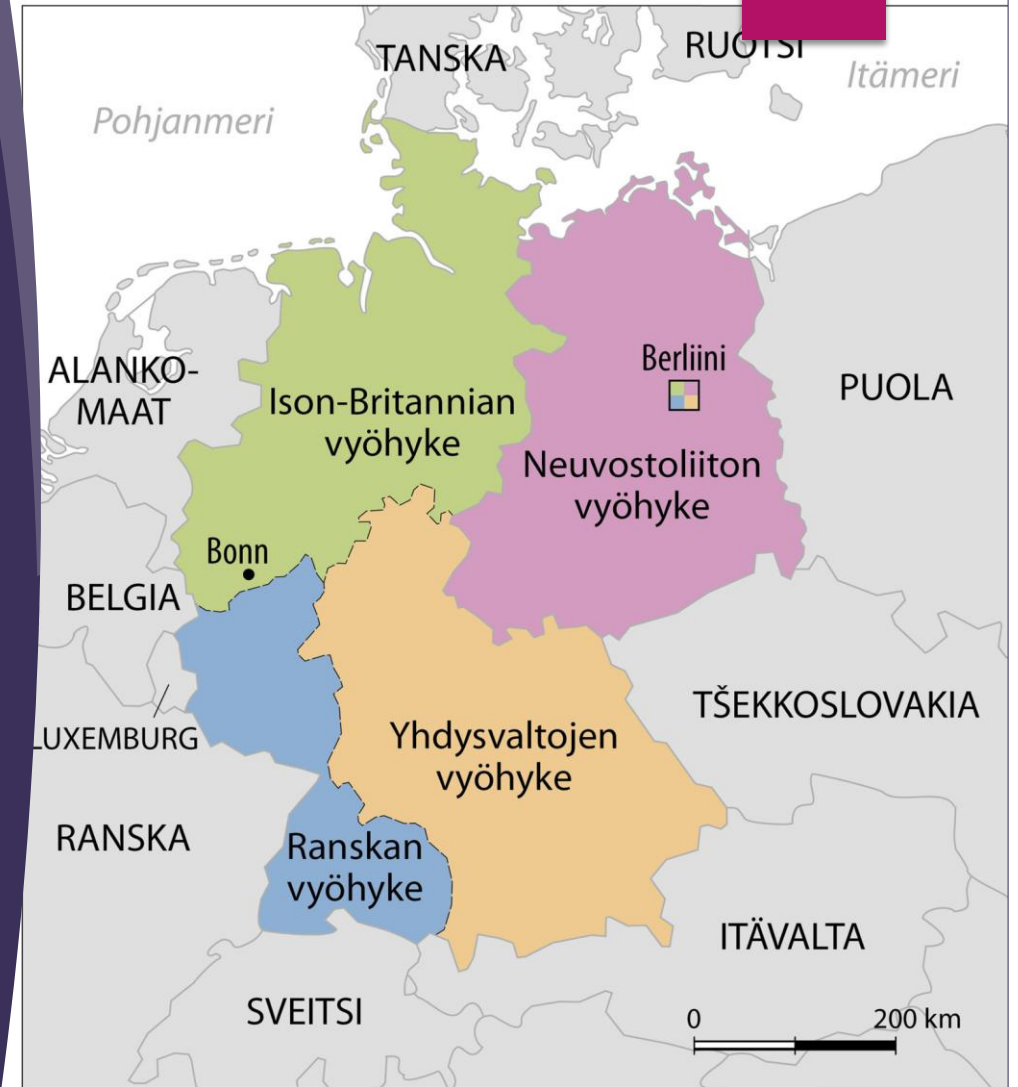 TANSKA
RUOTSI
Itämeri
Pohjanmeri
ALANKO-
MAAT
Ison-Britannian
vyöhyke
Berliini
PUOLA
Neuvostoliiton
vyöhyke
Bonn
BELGIA
LUXEMBURG
TŠEKKOSLOVAKIA
Yhdysvaltojen
vyöhyke
RANSKA
Ranskan
vyöhyke
ITÄVALTA
SVEITSI
0 200 km